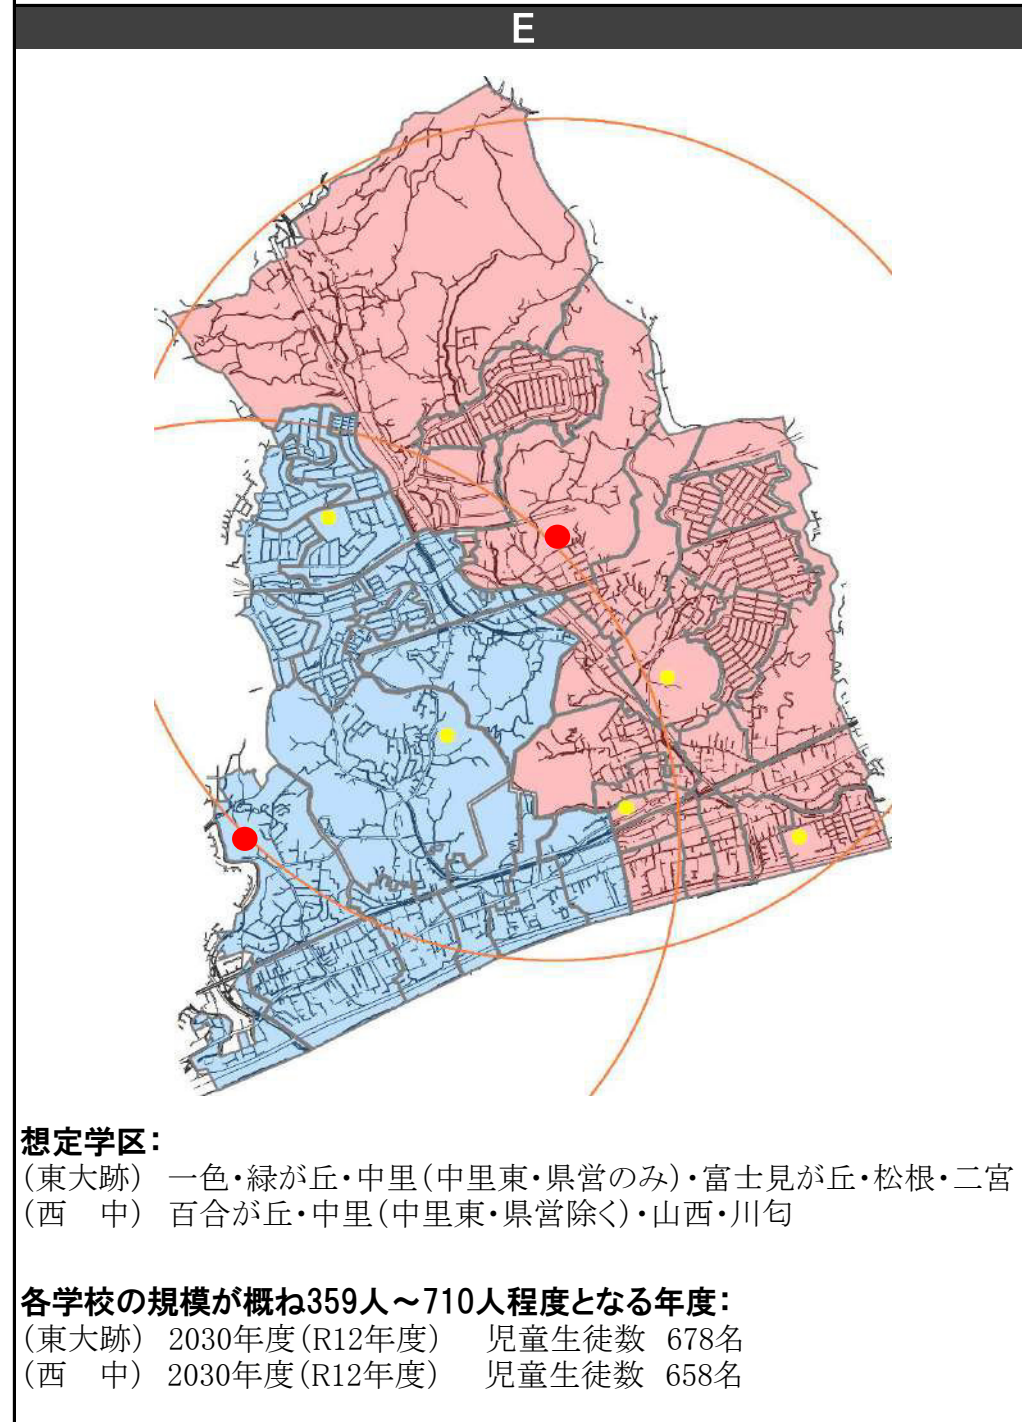 E
想定学区：
（東大跡） 一色・緑が丘・中里（中里東・県営のみ）・富士見が丘・松根・二宮
（西　中） 百合が丘・中里（中里東・県営除く）・山西・川匂
各学校の規模が概ね359人～710人程度となる年度：
（東大跡） 2030年度（R12年度）　児童生徒数 678名
（西　中） 2030年度（R12年度）　児童生徒数 658名